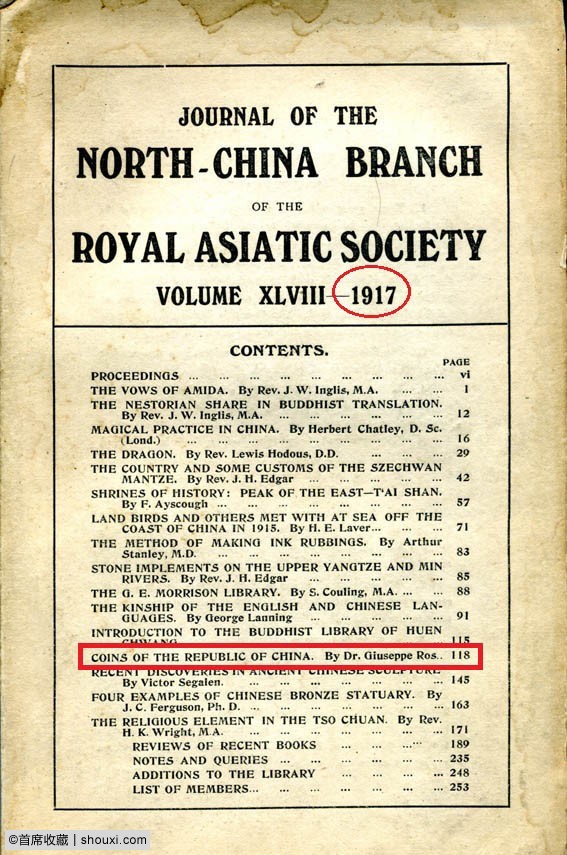 JOURNAL OF THE
NORTH-CHINA BRANCH
OF THE
ROYAL ASIATIC SOCIETY
VOLUME XLVIII—1917
CONTENTS.
PAGE
PROCEEDINGS ... ... ... ... ... ... ... ... vi
THE VOWS OF AMIDA. By Rev. J. W. Inglis, M.A. ... ... 1
THE NESTORIAN SHARE IN BUDDHIST TRANSLATION.
By Rev. J. W. Inglis, M.A. ... ... ... ... ... 12
MAGICAL PRACTICE IN CHINA. By Herbert Chatley, D. Sc.
(Lond.) ... ... ... ... ... ... ... ... 16
THE DRAGON. By Rev. Lewis Hodous, D.D. ... ... ... 29
THE COUNTRY AND SOME CUSTOMS OF THE SZECHWAN
MANTZE. By Rev. J. H. Edgar ... ... ... ... 42
SHRINES OF HISTORY: PEAK OF THE EAST—T'AI SHAN.
By F. Ayscough ... ... ... ... ... ... ... 57
LAND BIRDS AND OTHERS MET WITH AT SEA OFF THE
COAST OF CHINA IN 1915. By H. E. Laver... ... ... 71
THE METHOD OF MAKING INK RUBBINGS. By Arthur
Stanley, M.D. ... ... ... ... ... ... ... 83
STONE IMPLEMENTS ON THE UPPER YANGTZE AND MIN
RIVERS. By Rev. J. H. Edgar ... ... ... ... 85
THE G. E. MORRISON LIBRARY. By S. Couling, M.A. ... ... 88
THE KINSHIP OF THE ENGLISH AND CHINESE LAN-
GUAGES. By George Lanning ... ... ... ... 91
INTRODUCTION TO THE BUDDHIST LIBRARY OF HUEN
CHWANG 115
COINS OF THE REPUBLIC OF CHINA. By Dr. Giuseppe Ros.. 118
RECENT DISCOVERIES IN ANCIENT CHINESE SCULPTURE
By Victor Segalen. ... ... ... ... ... ... 145
FOUR EXAMPLES OF CHINESE BRONZE STATUARY. By
J. C. Ferguson, Ph. D. ... ... ... ... ... ... 163
THE RELIGIOUS ELEMENT IN THE TSO CHUAN. By Rev.
H. K. Wright, M.A. ... ... ... ... ... ... 171
REVIEWS OF RECENT BOOKS ... ... ... ... 189
NOTES AND QUERIES ... ... ... ... ... ... 235
ADDITIONS TO THE LIBRARY ... ... ... ... 248
LIST OF MEMBERS... ... ... ... ... ... ... 253
©首席收藏 | shouxi.com